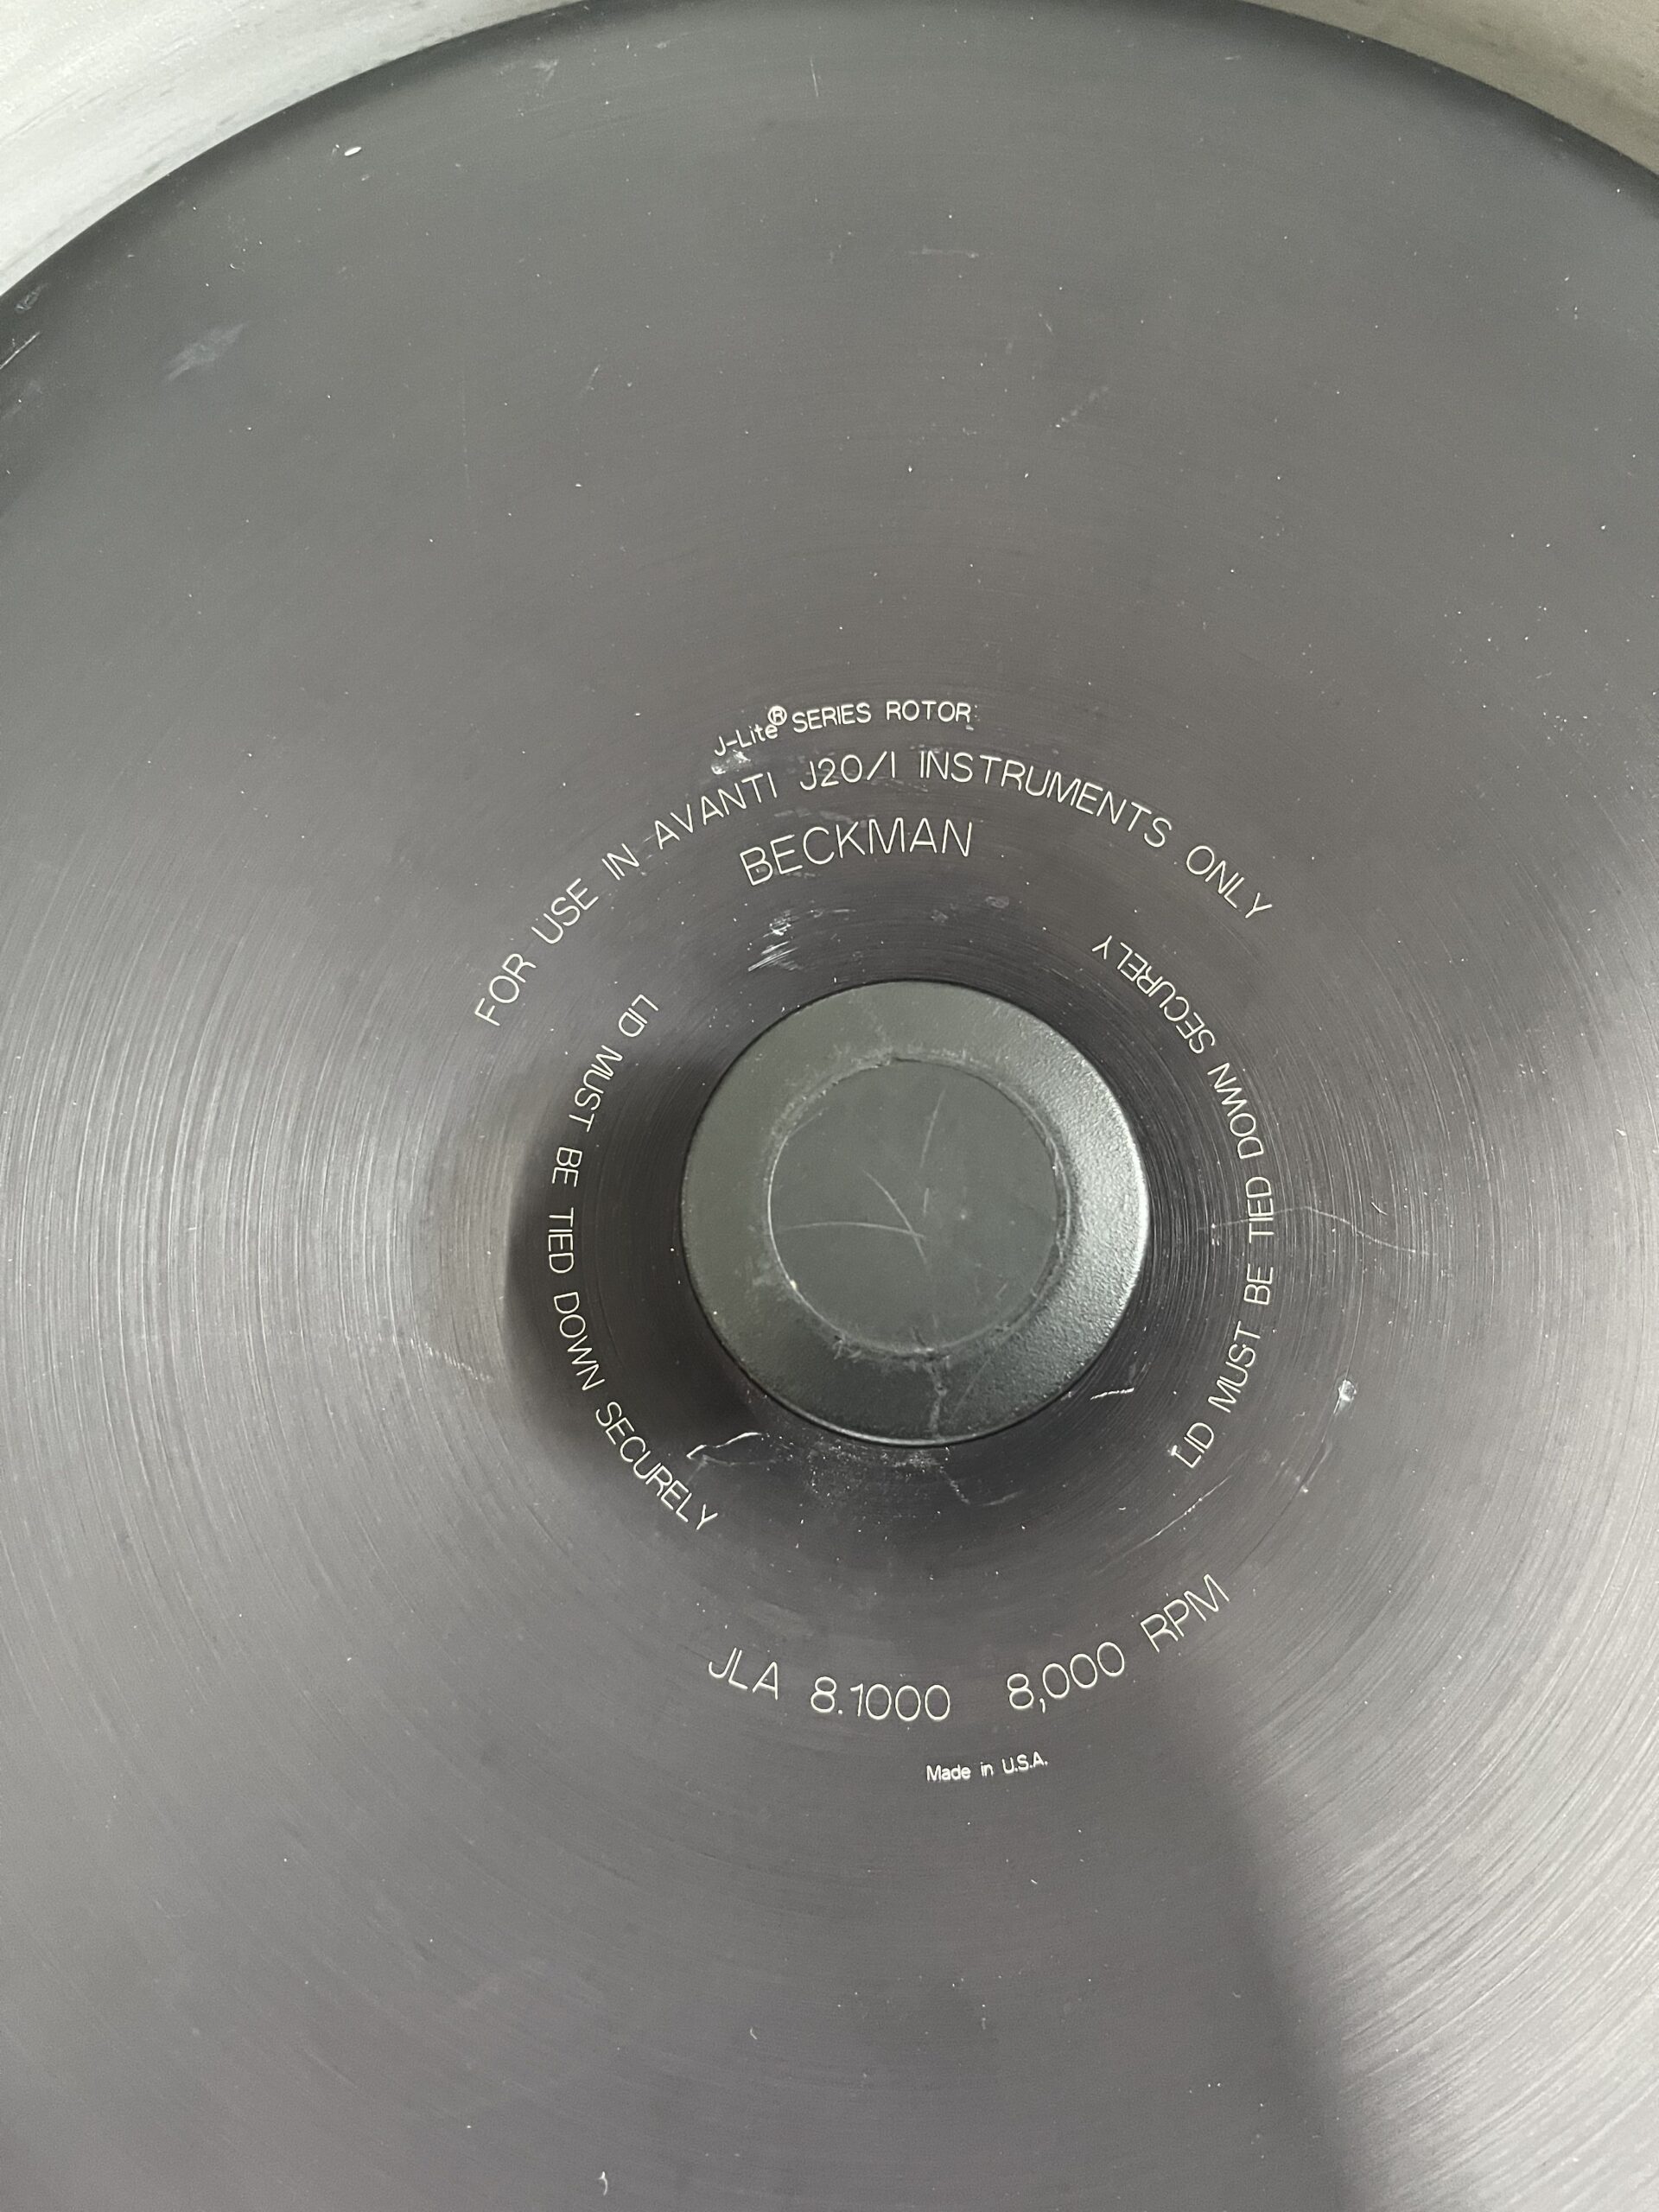 J-Lite® SERIES ROTOR
FOR USE IN AVANTI J20/I INSTRUMENTS ONLY
BECKMAN
LID MUST BE TIED DOWN SECURELY
LID MUST BE TIED DOWN SECURELY
JLA 8.1000 8,000 RPM
Made in U.S.A.